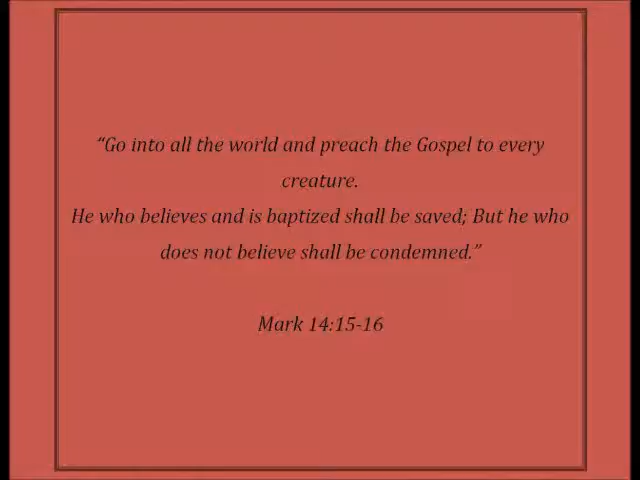 “Go into all the world and preach the Gospel to every
creature.
He who believes and is baptized shall be saved; But he who
does not believe shall be condemned.”
Mark 14:15-16